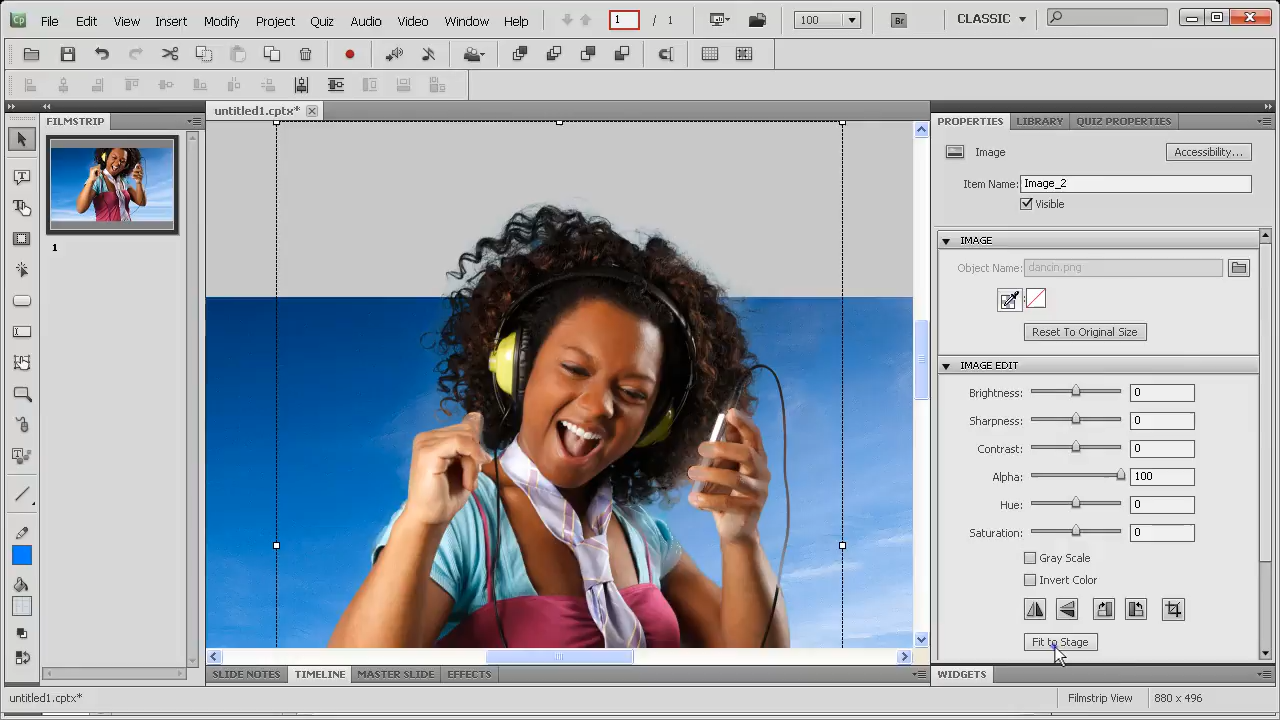 Cp File Edit View Insert Modify Project Quiz Audio Video Window Help 1 / 1 100 Br CLASSIC
untitled1.cptx*
FILMSTRIP
1
PROPERTIES LIBRARY QUIZ PROPERTIES
Image Accessibility...
Item Name: Image_2
Visible
IMAGE
Object Name: dancin.png
Reset To Original Size
IMAGE EDIT
Brightness: 0
Sharpness: 0
Contrast: 0
Alpha: 100
Hue: 0
Saturation: 0
Gray Scale
Invert Color
Fit to Stage
SLIDE NOTES TIMELINE MASTER SLIDE EFFECTS
WIDGETS
untitled1.cptx* Filmstrip View 880 x 496